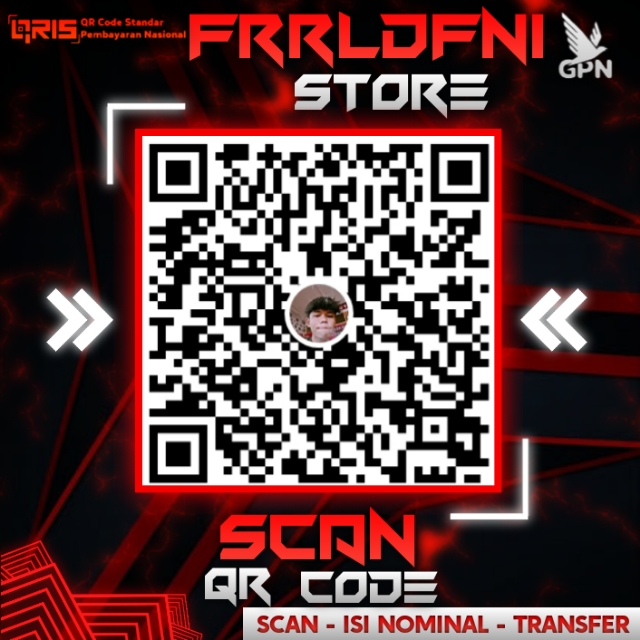 QRIS QR Code Standar
Pembayaran Nasional
FRRLDFNI
STORE
GPN
SCAN
QR CODE
SCAN - ISI NOMINAL - TRANSFER